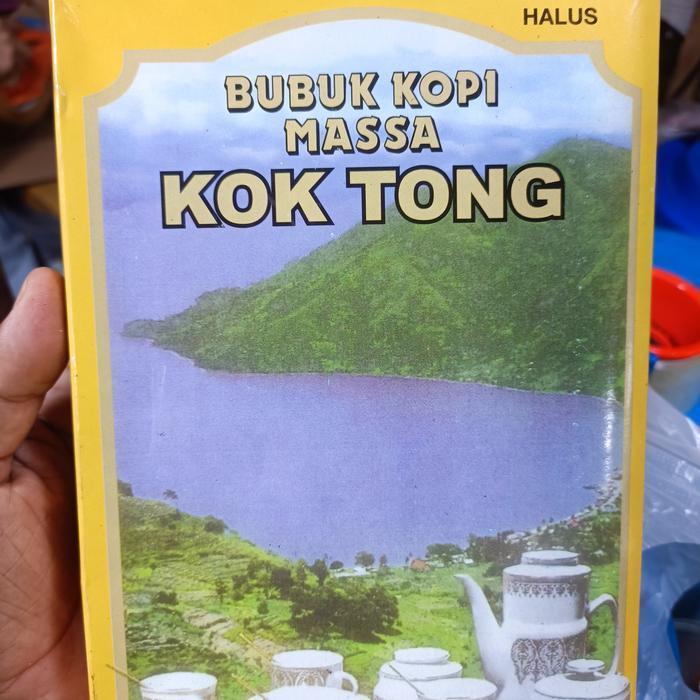 HALUS
BUBUK KOPI
MASSA
KOK TONG